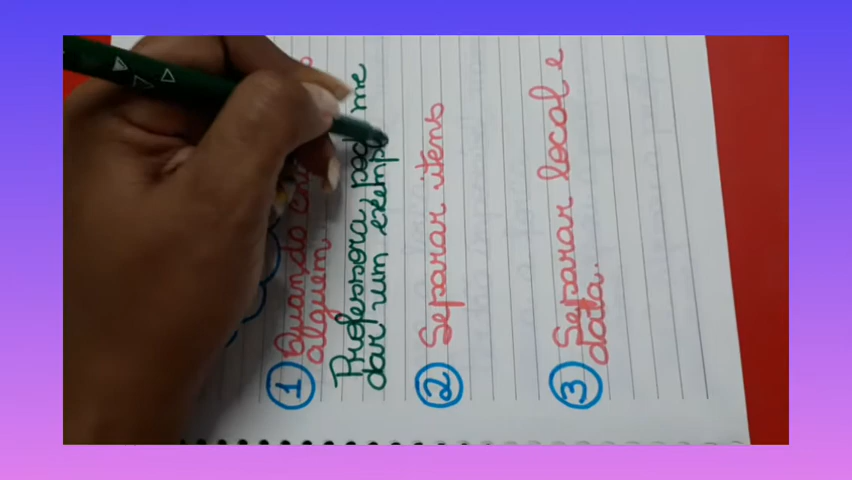 ① Quando
alguém
Professora, pode me
dar um exempl
② Separar itens
③ Separar local e
data.